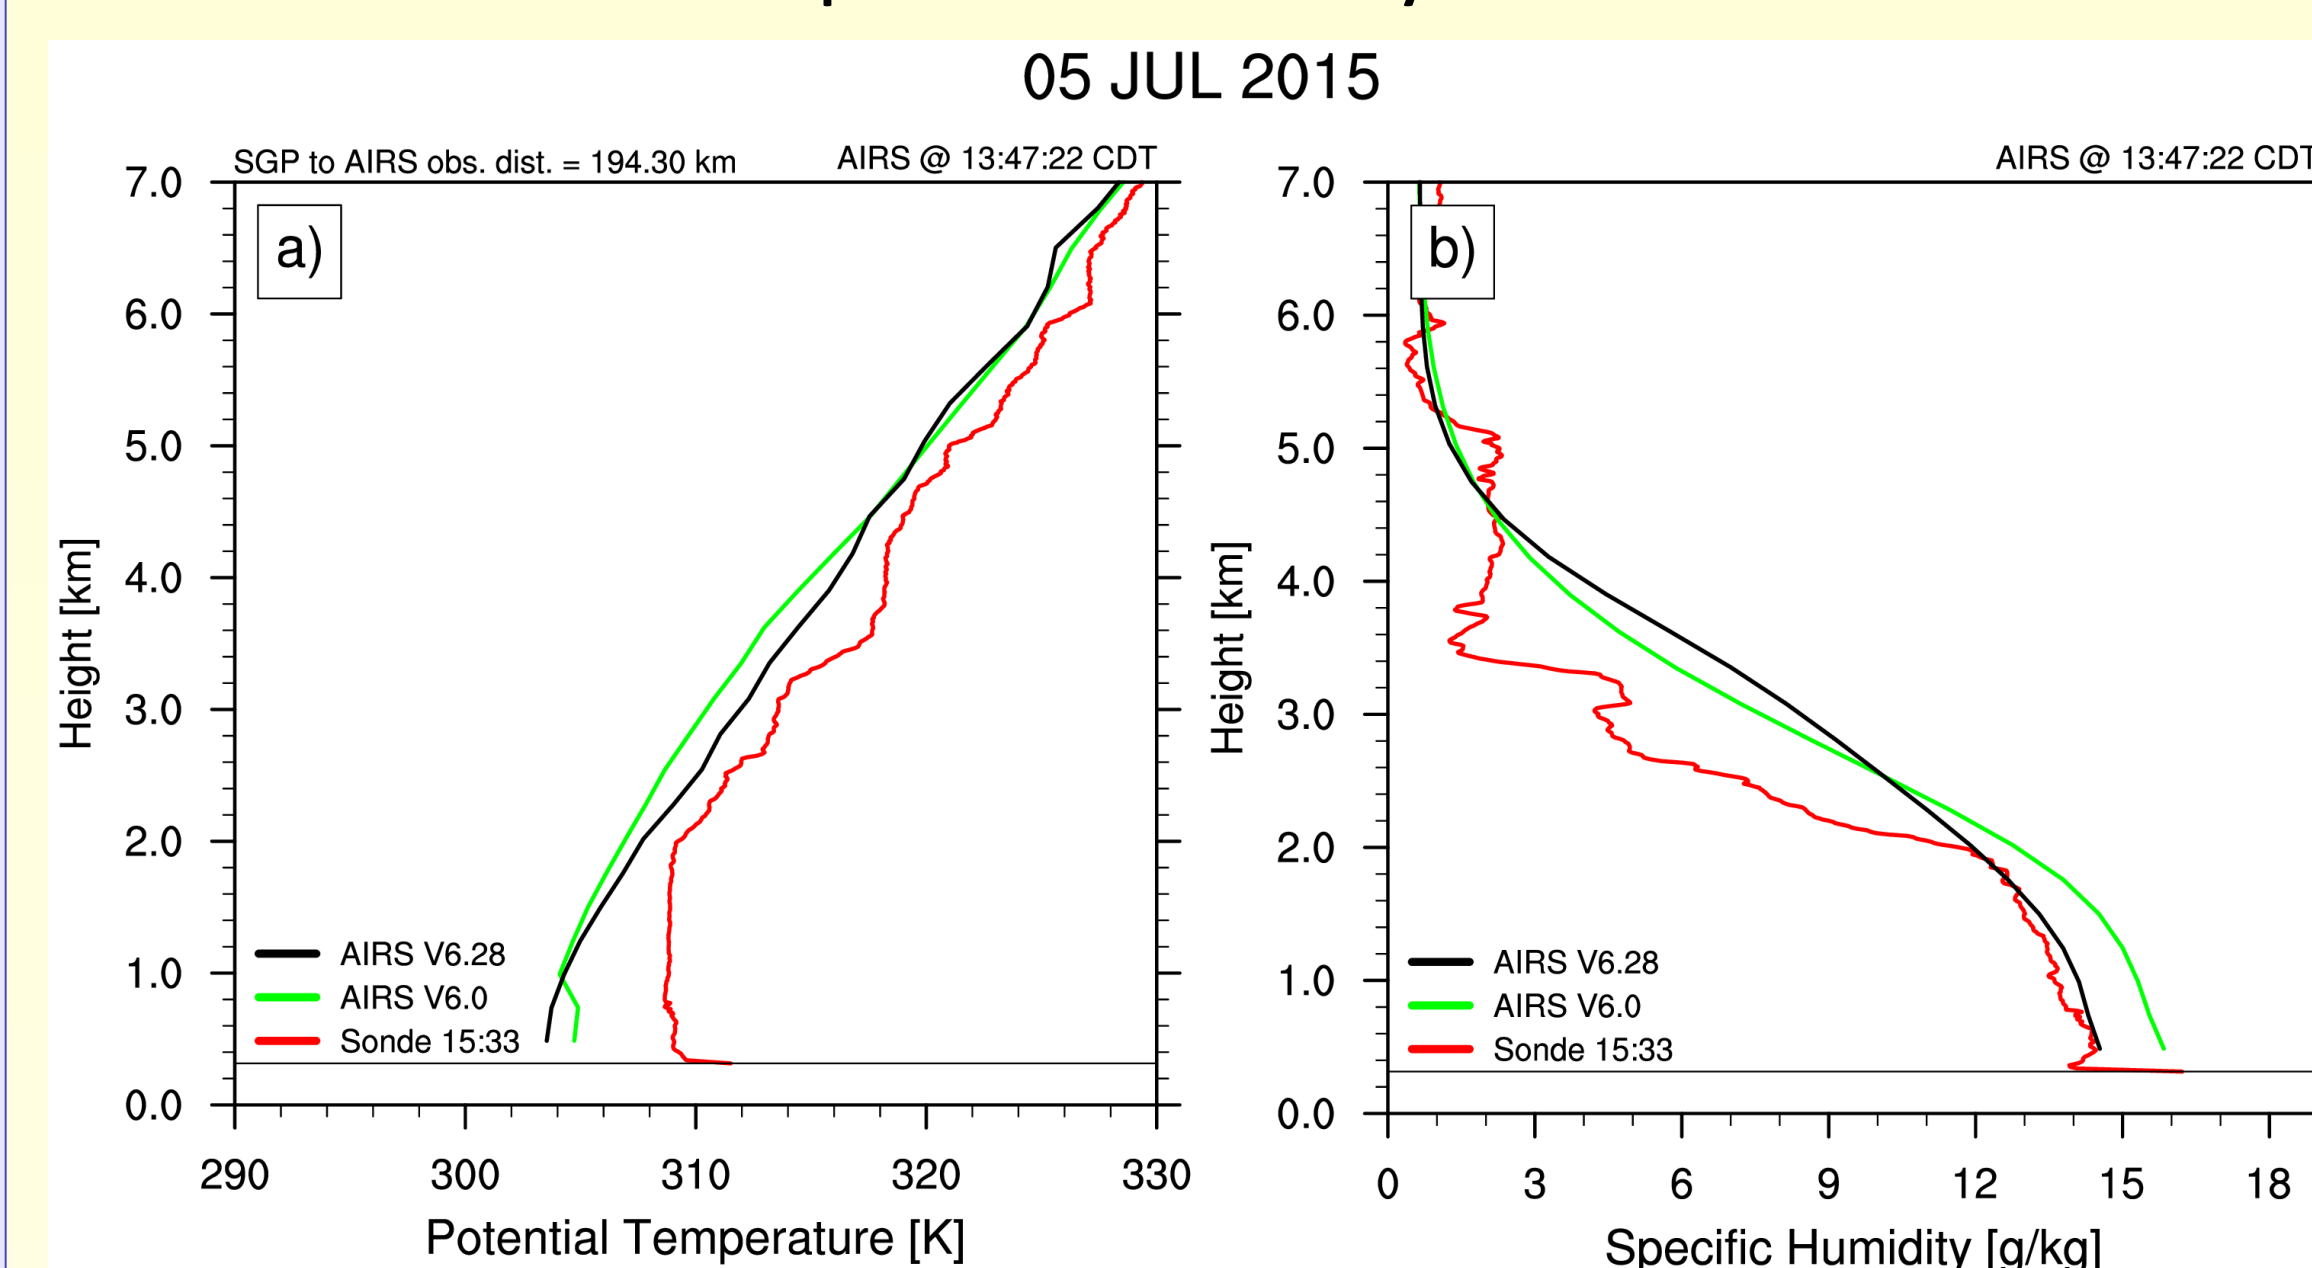 05 JUL 2015
SGP to AIRS obs. dist. = 194.30 km
AIRS @ 13:47:22 CDT
a)
Height [km]
7.0
6.0
5.0
4.0
3.0
2.0
1.0
0.0
AIRS V6.28
AIRS V6.0
Sonde 15:33
290 300 310 320 330
Potential Temperature [K]
AIRS @ 13:47:22 CDT
b)
Height [km]
7.0
6.0
5.0
4.0
3.0
2.0
1.0
0.0
AIRS V6.28
AIRS V6.0
Sonde 15:33
0 3 6 9 12 15 18
Specific Humidity [g/kg]